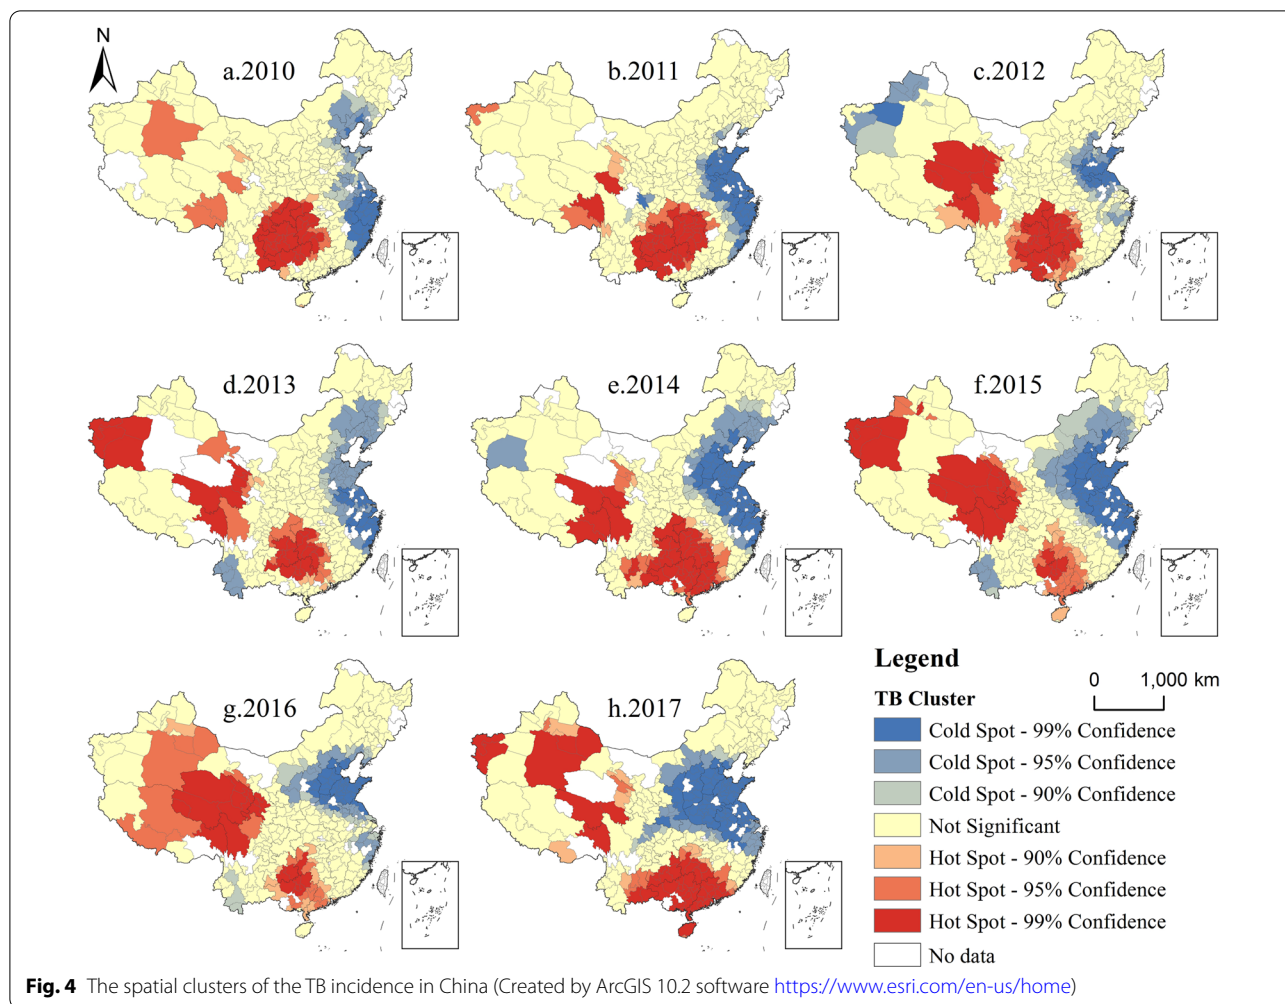 N
a.2010
b.2011
c.2012
d.2013
e.2014
f.2015
g.2016
h.2017
Legend
TB Cluster
0 1,000 km
Cold Spot - 99% Confidence
Cold Spot - 95% Confidence
Cold Spot - 90% Confidence
Not Significant
Hot Spot - 90% Confidence
Hot Spot - 95% Confidence
Hot Spot - 99% Confidence
No data
Fig. 4 The spatial clusters of the TB incidence in China (Created by ArcGIS 10.2 software https://www.esri.com/en-us/home)